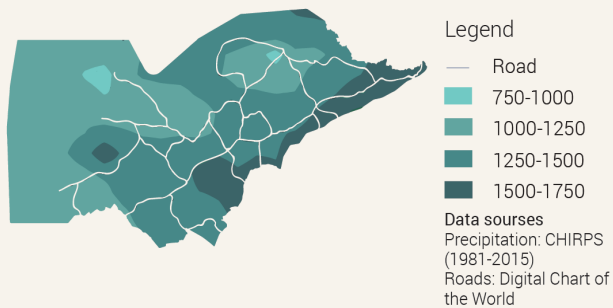 Legend
Road
750-1000
1000-1250
1250-1500
1500-1750
Data sourses
Precipitation: CHIRPS
(1981-2015)
Roads: Digital Chart of
the World